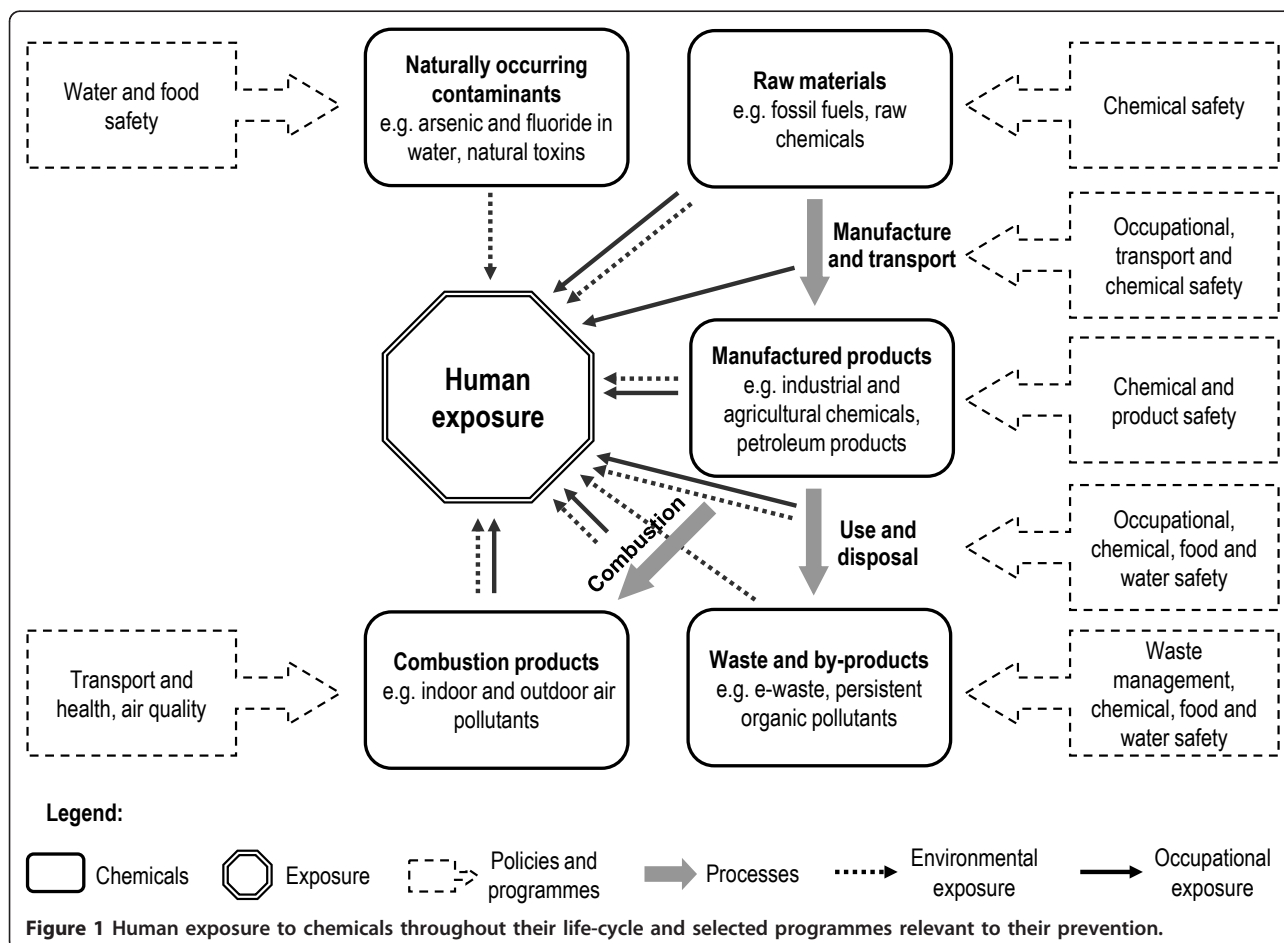 Water and food
safety
Naturally occurring
contaminants
e.g. arsenic and fluoride in
water, natural toxins
Raw materials
e.g. fossil fuels, raw
chemicals
Chemical safety
Manufacture
and transport
Occupational,
transport and
chemical safety
Human
exposure
Manufactured products
e.g. industrial and
agricultural chemicals,
petroleum products
Chemical and
product safety
Combustion
Use and
disposal
Occupational,
chemical, food and
water safety
Transport and
health, air quality
Combustion products
e.g. indoor and outdoor air
pollutants
Waste and by-products
e.g. e-waste, persistent
organic pollutants
Waste
management,
chemical, food and
water safety
Legend:
Chemicals
Exposure
Policies and
programmes
Processes
Environmental
exposure
Occupational
exposure
Figure 1 Human exposure to chemicals throughout their life-cycle and selected programmes relevant to their prevention.